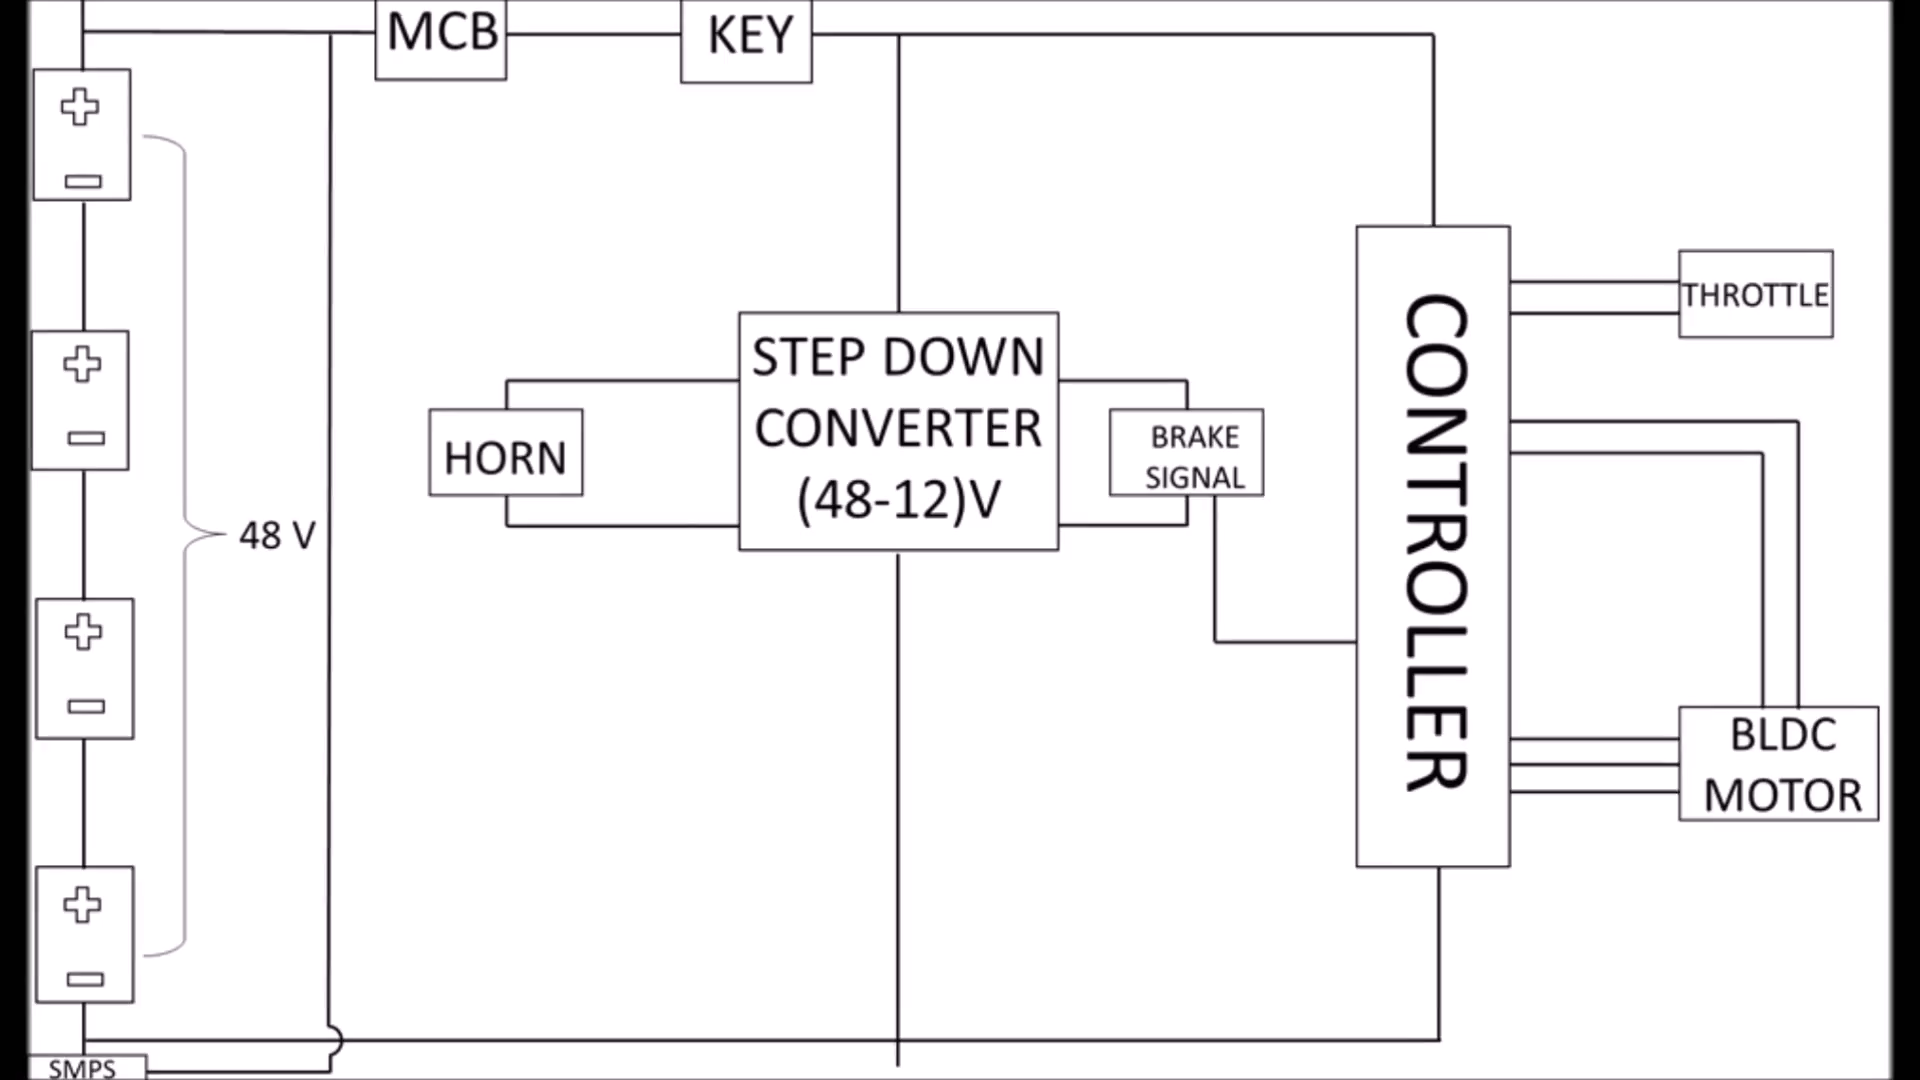 MCB
KEY
48 V
HORN
STEP DOWN
CONVERTER
(48-12)V
BRAKE
SIGNAL
CONTROLLER
THROTTLE
BLDC
MOTOR
SMPS